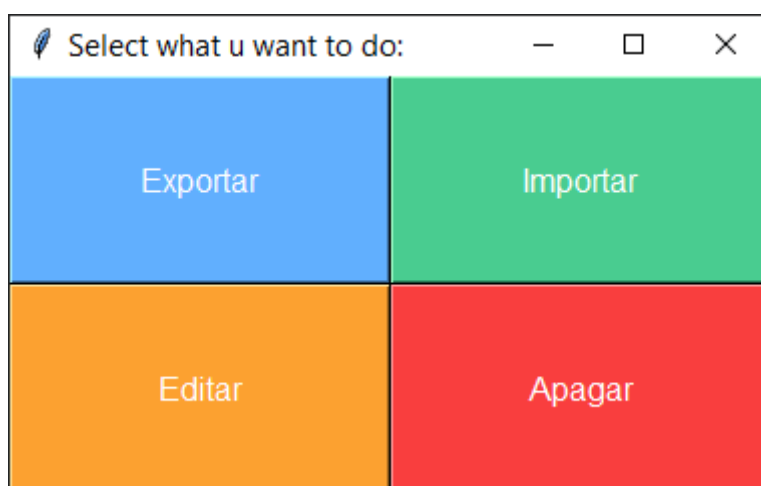 Select what u want to do:
Exportar
Importar
Editar
Apagar